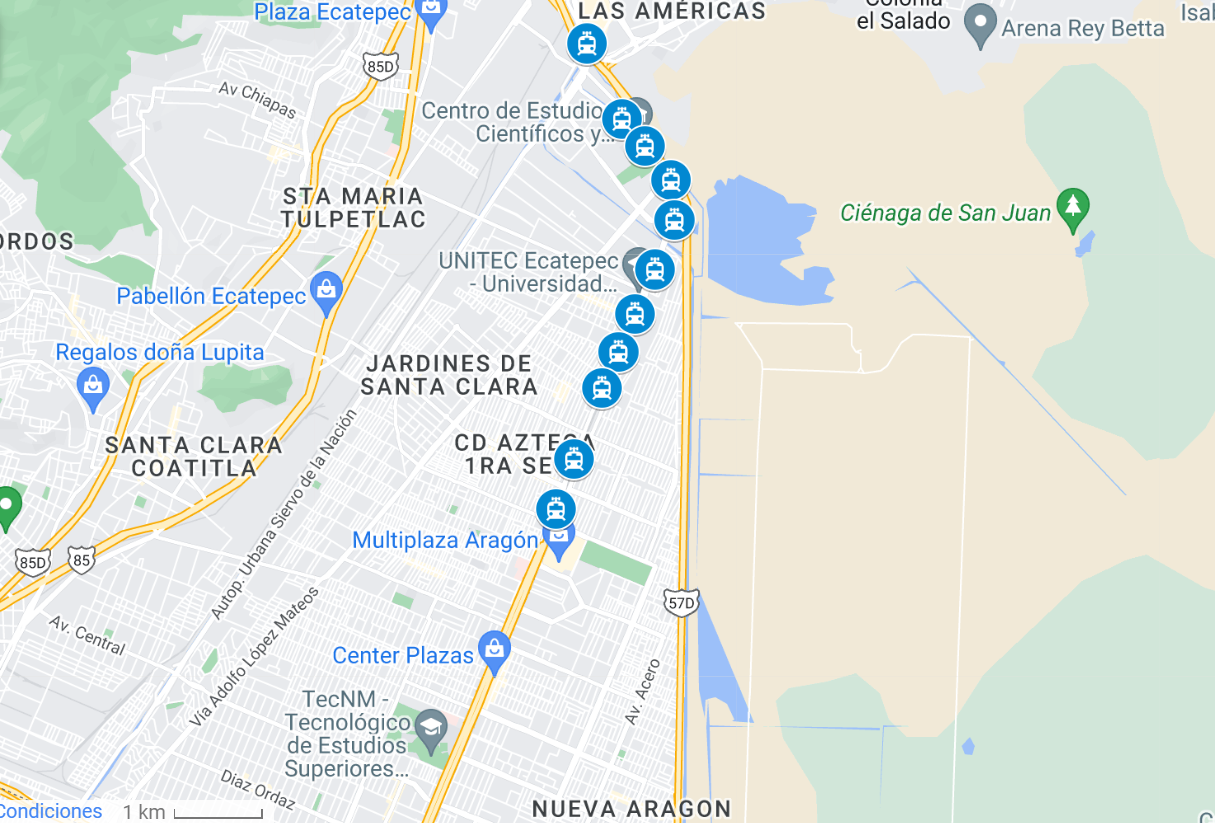 Plaza Ecatepec
LAS AMÉRICAS
Colonia
el Salado
Arena Rey Betta
85D
Av Chiapas
Centro de Estudio
Científicos y...
STA MARIA
TULPETLAC
Ciénaga de San Juan
ORDOS
UNITEC Ecatepec
- Universidad...
Pabellón Ecatepec
Regalos doña Lupita
JARDINES DE
SANTA CLARA
SANTA CLARA
COATITLA
CD AZTECA
1RA SE
Autop. Urbana Siervo de la Nación
Multiplaza Aragón
85D
85
57D
Av. Central
Vía Adolfo López Mateos
Center Plazas
Av. Acero
TecNM -
Tecnológico
de Estudios
Superiores...
Diaz Ordaz
NUEVA ARAGON
Condiciones
1 km